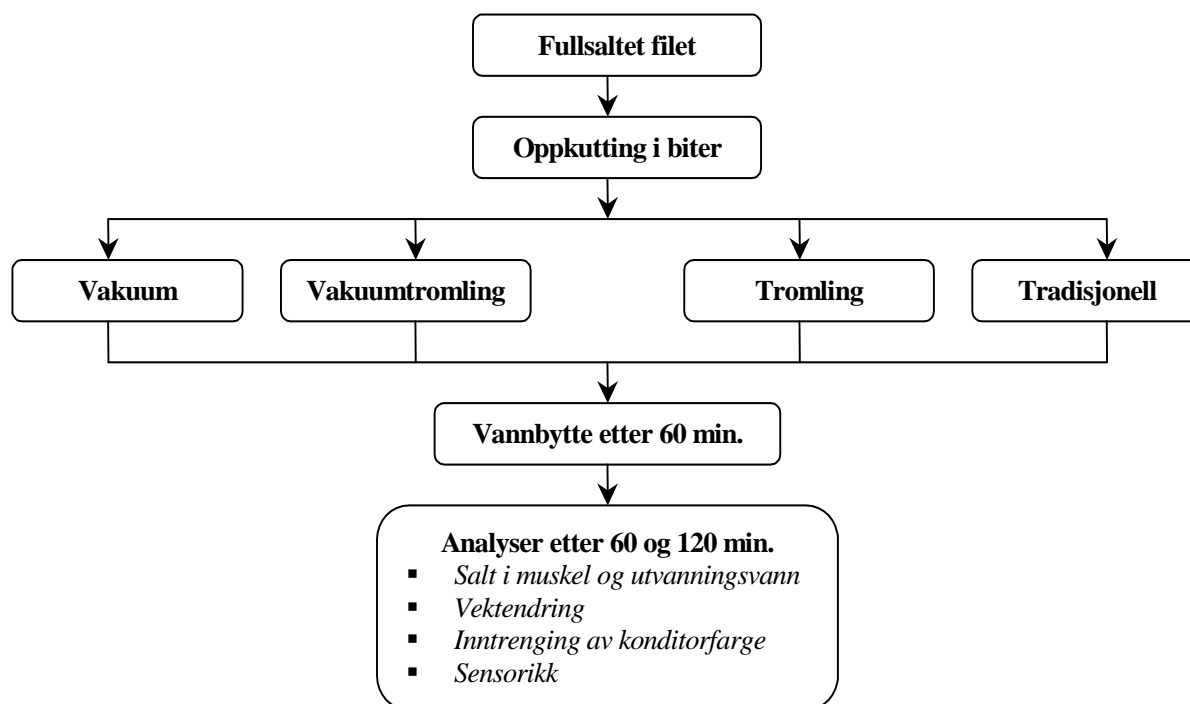 Fullsaltet filet
Oppkutting i biter
Vakuum
Vakuumtromling
Tromling
Tradisjonell
Vannbytte etter 60 min.
Analyser etter 60 og 120 min.
▪ Salt i muskel og utvanningsvann
▪ Vektendring
▪ Inntrenging av konditorfarge
▪ Sensorikk